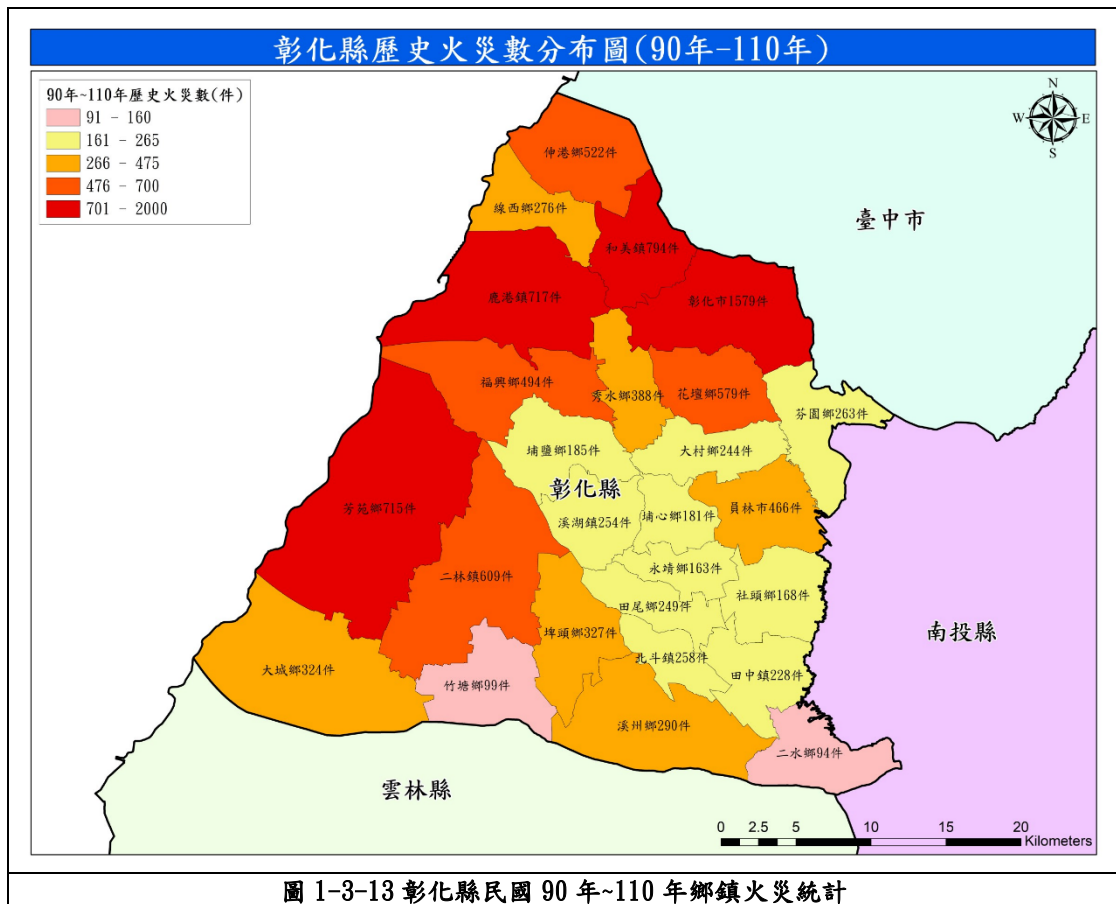 彰化縣歷史火災數分布圖(90年-110年)
90年~110年歷史火災數(件)
91 - 160
161 - 265
266 - 475
476 - 700
701 - 2000
N
W
E
S
伸港鄉522件
線西鄉276件
和美鎮794件
臺中市
鹿港鎮717件
彰化市1579件
福興鄉494件
秀水鄉388件
花壇鄉579件
芬園鄉263件
埔鹽鄉185件
大村鄉244件
彰化縣
芳苑鄉715件
溪湖鎮254件
埔心鄉181件
員林市466件
二林鎮609件
永靖鄉163件
田尾鄉249件
社頭鄉168件
埤頭鄉327件
南投縣
北斗鎮258件
大城鄉324件
竹塘鄉99件
田中鎮228件
溪州鄉290件
二水鄉94件
雲林縣
0 2.5 5 10 15 20
Kilometers
圖 1-3-13 彰化縣民國 90 年~110 年鄉鎮火災統計